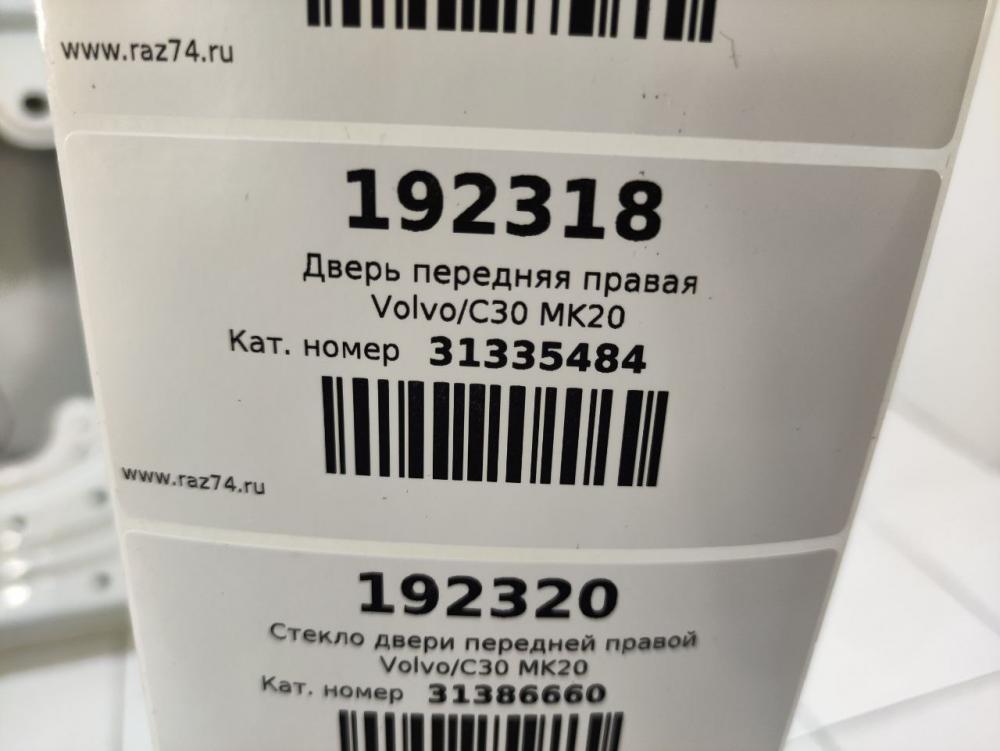 www.raz74.ru
192318
Дверь передняя правая
Volvo/C30 MK20
Кат. номер 31335484
www.raz74.ru
192320
Стекло двери передней правой
Volvo/C30 MK20
Кат. номер 31386660